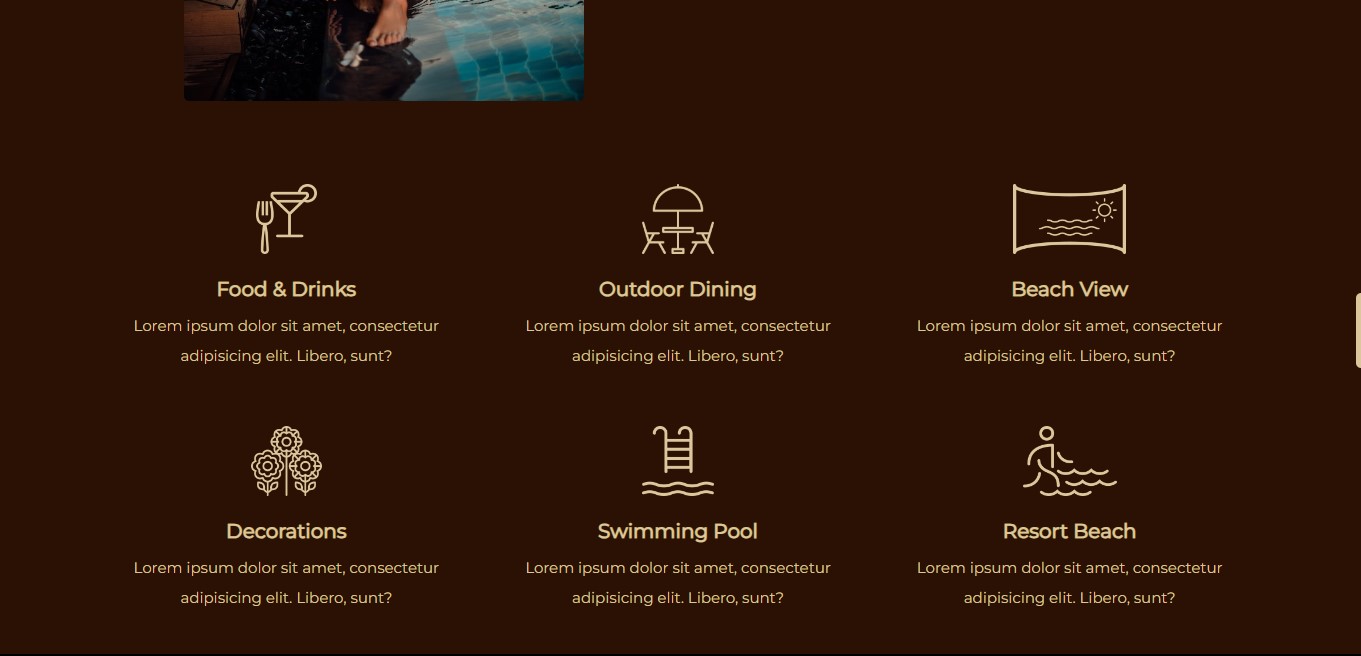 Food & Drinks
Lorem ipsum dolor sit amet, consectetur
adipisicing elit. Libero, sunt?
Outdoor Dining
Lorem ipsum dolor sit amet, consectetur
adipisicing elit. Libero, sunt?
Beach View
Lorem ipsum dolor sit amet, consectetur
adipisicing elit. Libero, sunt?
Decorations
Lorem ipsum dolor sit amet, consectetur
adipisicing elit. Libero, sunt?
Swimming Pool
Lorem ipsum dolor sit amet, consectetur
adipisicing elit. Libero, sunt?
Resort Beach
Lorem ipsum dolor sit amet, consectetur
adipisicing elit. Libero, sunt?